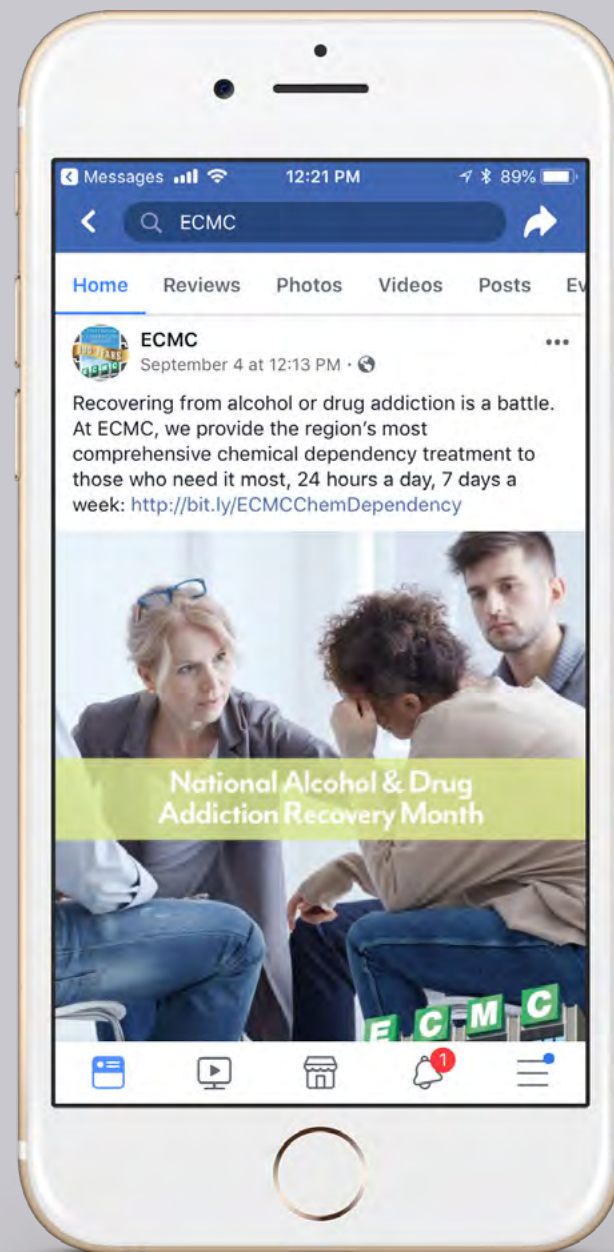 Messages 12:21 PM 89%
ECMC
Home Reviews Photos Videos Posts Ev
ECMC
September 4 at 12:13 PM
Recovering from alcohol or drug addiction is a battle.
At ECMC, we provide the region's most
comprehensive chemical dependency treatment to
those who need it most, 24 hours a day, 7 days a
week: http://bit.ly/ECMCChemDependency
National Alcohol & Drug
Addiction Recovery Month
ECMC
1